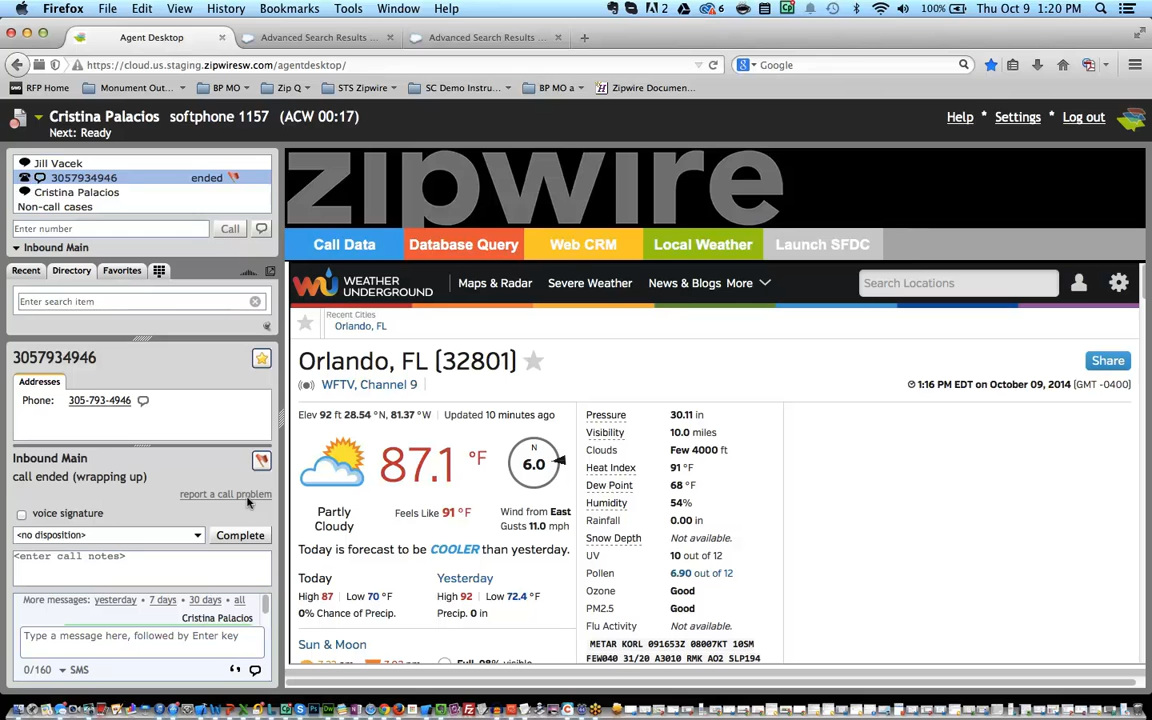 Firefox File Edit View History Bookmarks Tools Window Help 2 6 100% Thu Oct 9 1:20 PM
Agent Desktop Advanced Search Results ... Advanced Search Results ...
https://cloud.us.staging.zipwiresw.com/agentdesktop/ Google
RFP Home Monument Out... BP MO Zip Q STS Zipwire SC Demo Instru... BP MO a Zipwire Documen...
Cristina Palacios softphone 1157 (ACW 00:17) Help Settings Log out
Next: Ready
Jill Vacek
3057934946 ended
Cristina Palacios
Non-call cases
Enter number Call
Inbound Main
Recent Directory Favorites
Enter search item
3057934946
Addresses
Phone: 305-793-4946
Inbound Main
call ended (wrapping up)
report a call problem
voice signature
<no disposition> Complete
<enter call notes>
More messages: yesterday • 7 days • 30 days • all
Cristina Palacios
Type a message here, followed by Enter key
0/160 SMS
zipwire
Call Data Database Query Web CRM Local Weather Launch SFDC
WEATHER UNDERGROUND Maps & Radar Severe Weather News & Blogs More Search Locations
Recent Cities
Orlando, FL
Orlando, FL (32801) Share
WFTV, Channel 9 1:16 PM EDT on October 09, 2014 (GMT -0400)
Elev 92 ft 28.54 °N, 81.37 °W Updated 10 minutes ago
87.1 °F
N
6.0
Partly Cloudy
Feels Like 91 °F
Wind from East
Gusts 11.0 mph
Today is forecast to be COOLER than yesterday.
Today Yesterday
High 87 Low 70 °F High 92 Low 72.4 °F
0% Chance of Precip. Precip. 0 in
Sun & Moon
Pressure 30.11 in
Visibility 10.0 miles
Clouds Few 4000 ft
Heat Index 91 °F
Dew Point 68 °F
Humidity 54%
Rainfall 0.00 in
Snow Depth Not available.
UV 10 out of 12
Pollen 6.90 out of 12
Ozone Good
PM2.5 Good
Flu Activity Not available.
METAR KORL 091653Z 08007KT 10SM
FEW040 31/20 A3010 RMK AO2 SLP194